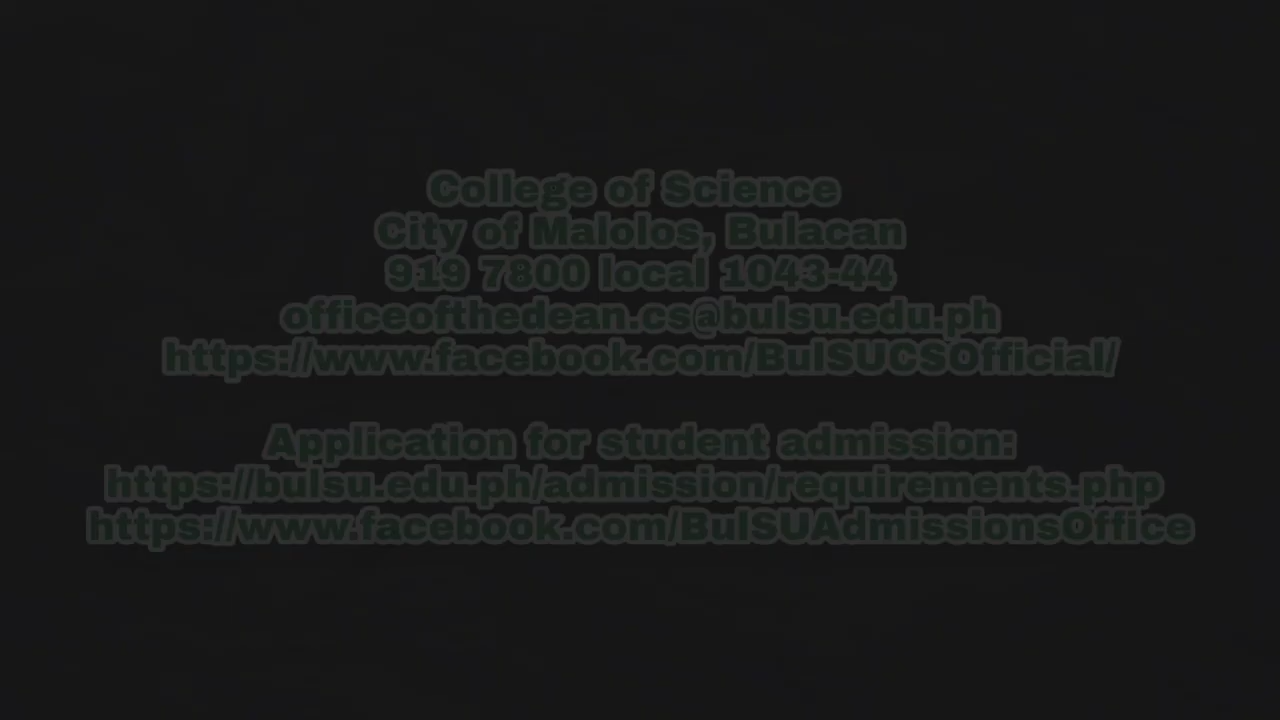 College of Science
City of Malolos, Bulacan
919 7800 local 1043-44
officeofthedean.cs@bulsu.edu.ph
https://www.facebook.com/BulSUCSOfficial/
Application for student admission:
https://bulsu.edu.ph/admission/requirements.php
https://www.facebook.com/BulSUAdmissionsOffice